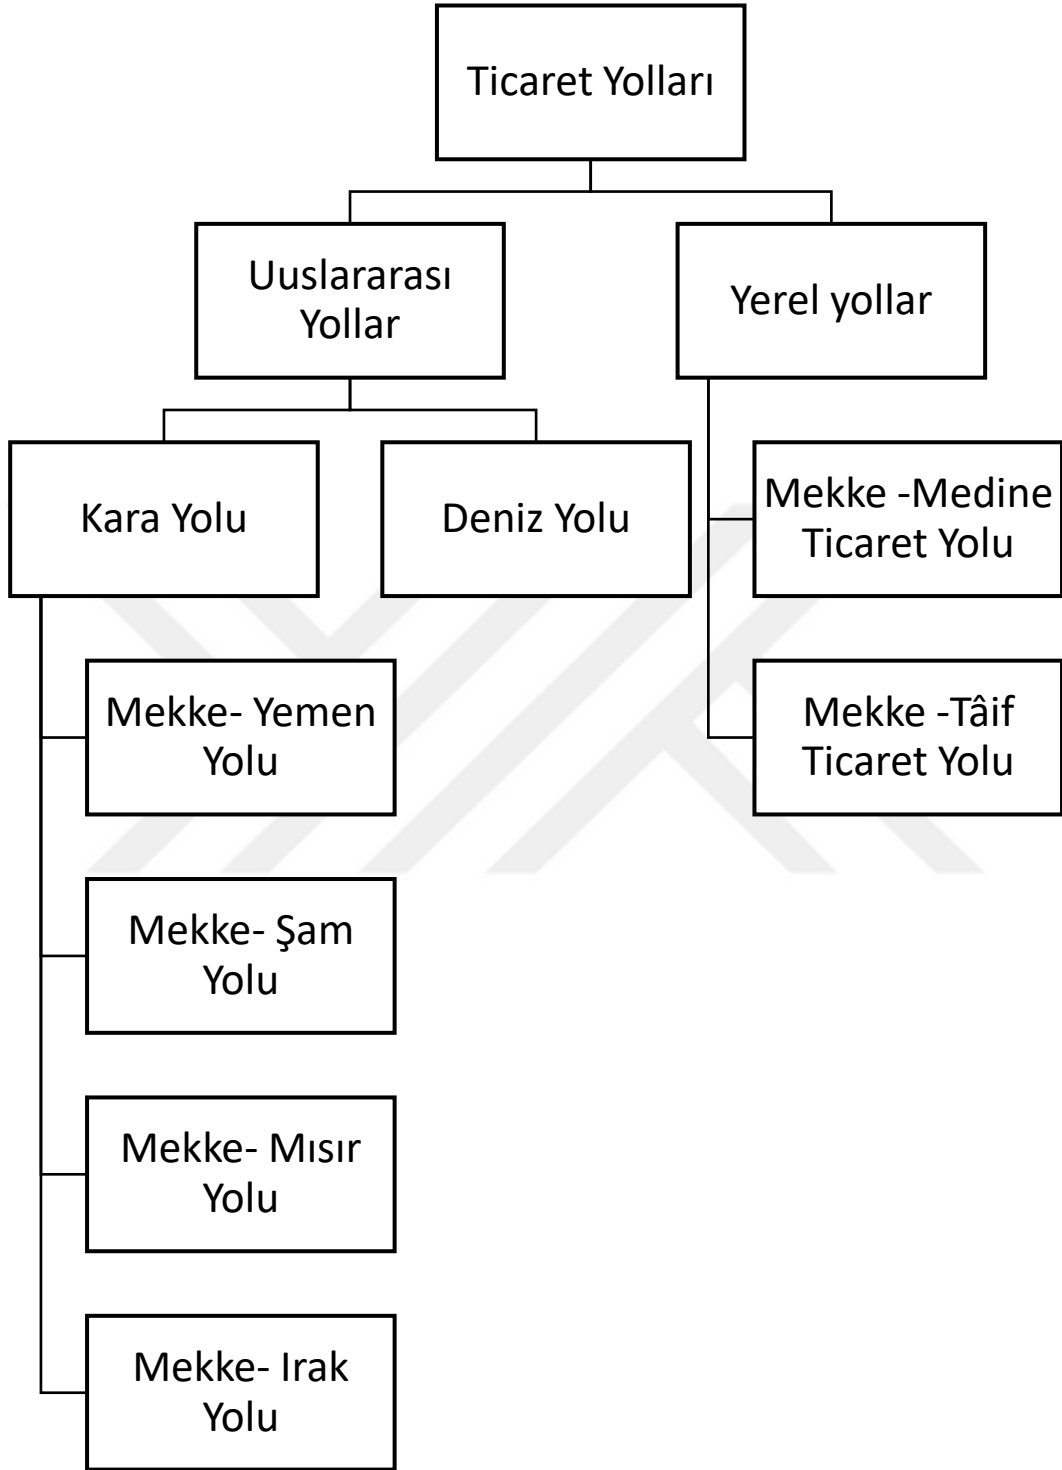 Ticaret Yolları
Uuslararası
Yollar
Yerel yollar
Kara Yolu
Deniz Yolu
Mekke -Medine
Ticaret Yolu
Mekke- Yemen
Yolu
Mekke -Tâif
Ticaret Yolu
Mekke- Şam
Yolu
Mekke- Mısır
Yolu
Mekke- Irak
Yolu